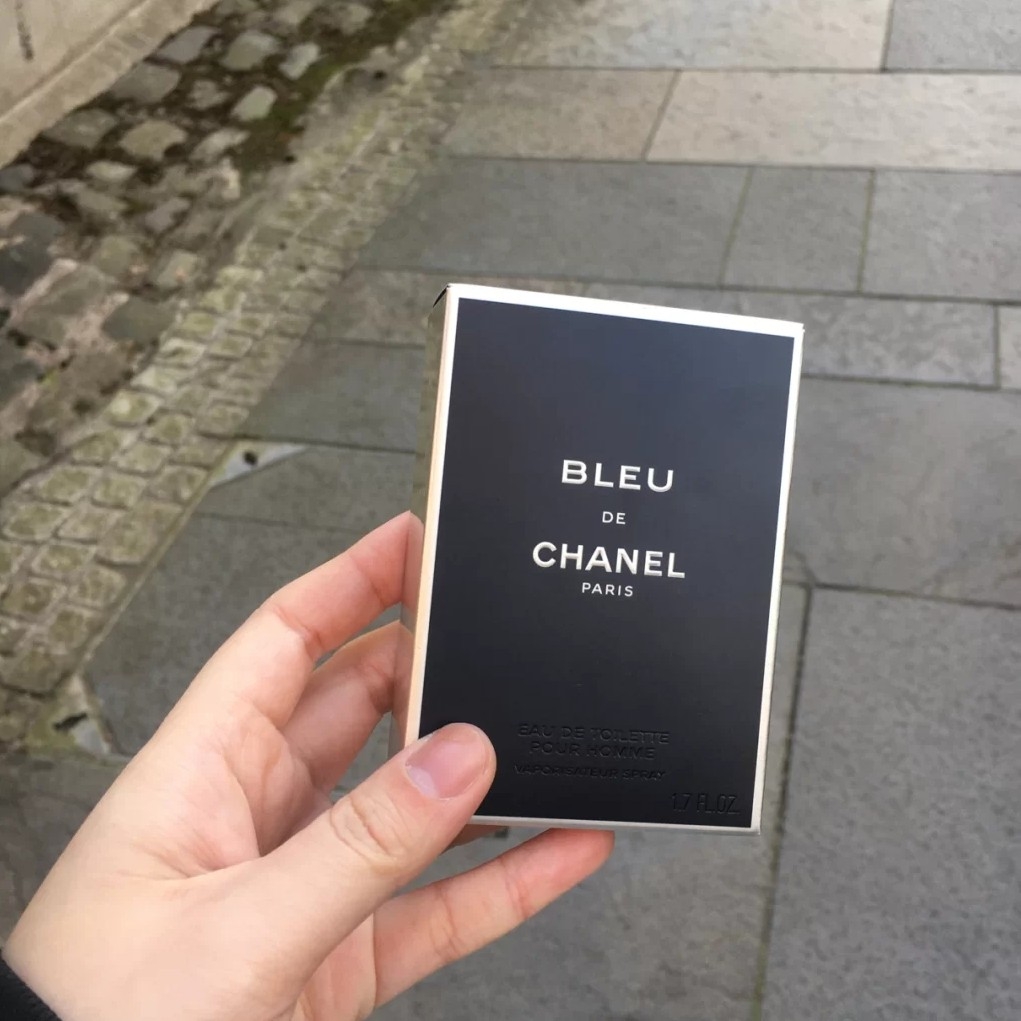 BLEU
DE
CHANEL
PARIS
EAU DE TOILETTE
POUR HOMME
VAPORISATEUR SPRAY
1.7 FL.OZ.